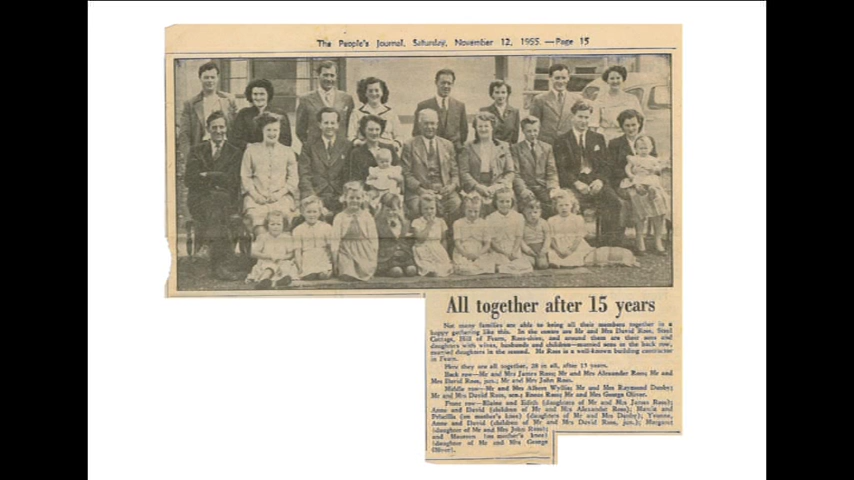 The People's Journal, Saturday, November 12, 1955.—Page 15
All together after 15 years
Not many families are able to bring all their members together in a
happy gathering like this. In the centre are Mr and Mrs David Ross, Steel
Cottage, Hill of Fearn, Ross-shire, and around them are their sons and
daughters with wives, husbands and children—married sons in the back row,
married daughters in the second. Mr Ross is a well-known building contractor
in Fearn.
Here they are all together, 28 in all, after 15 years.
Back row—Mr and Mrs James Ross; Mr and Mrs Alexander Ross; Mr and
Mrs David Ross, jun.; Mr and Mrs John Ross.
Middle row—Mr and Mrs Albert Wyllie; Mr and Mrs Raymond Danby;
Mr and Mrs David Ross, sen.; Ross; Mr and Mrs George Oliver.
Front row—Elaine and Edith (daughters of Mr and Mrs James Ross);
Anne and David (children of Mr and Mrs Alexander Ross); Marcia and
Priscilla (on mother's knee) (daughters of Mr and Mrs Danby); Yvonne,
Anne and David (children of Mr and Mrs David Ross, jun.); Margaret
(daughter of Mr and Mrs John Ross);
and Maureen (on mother's knee)
(daughter of Mr and Mrs George
Oliver).